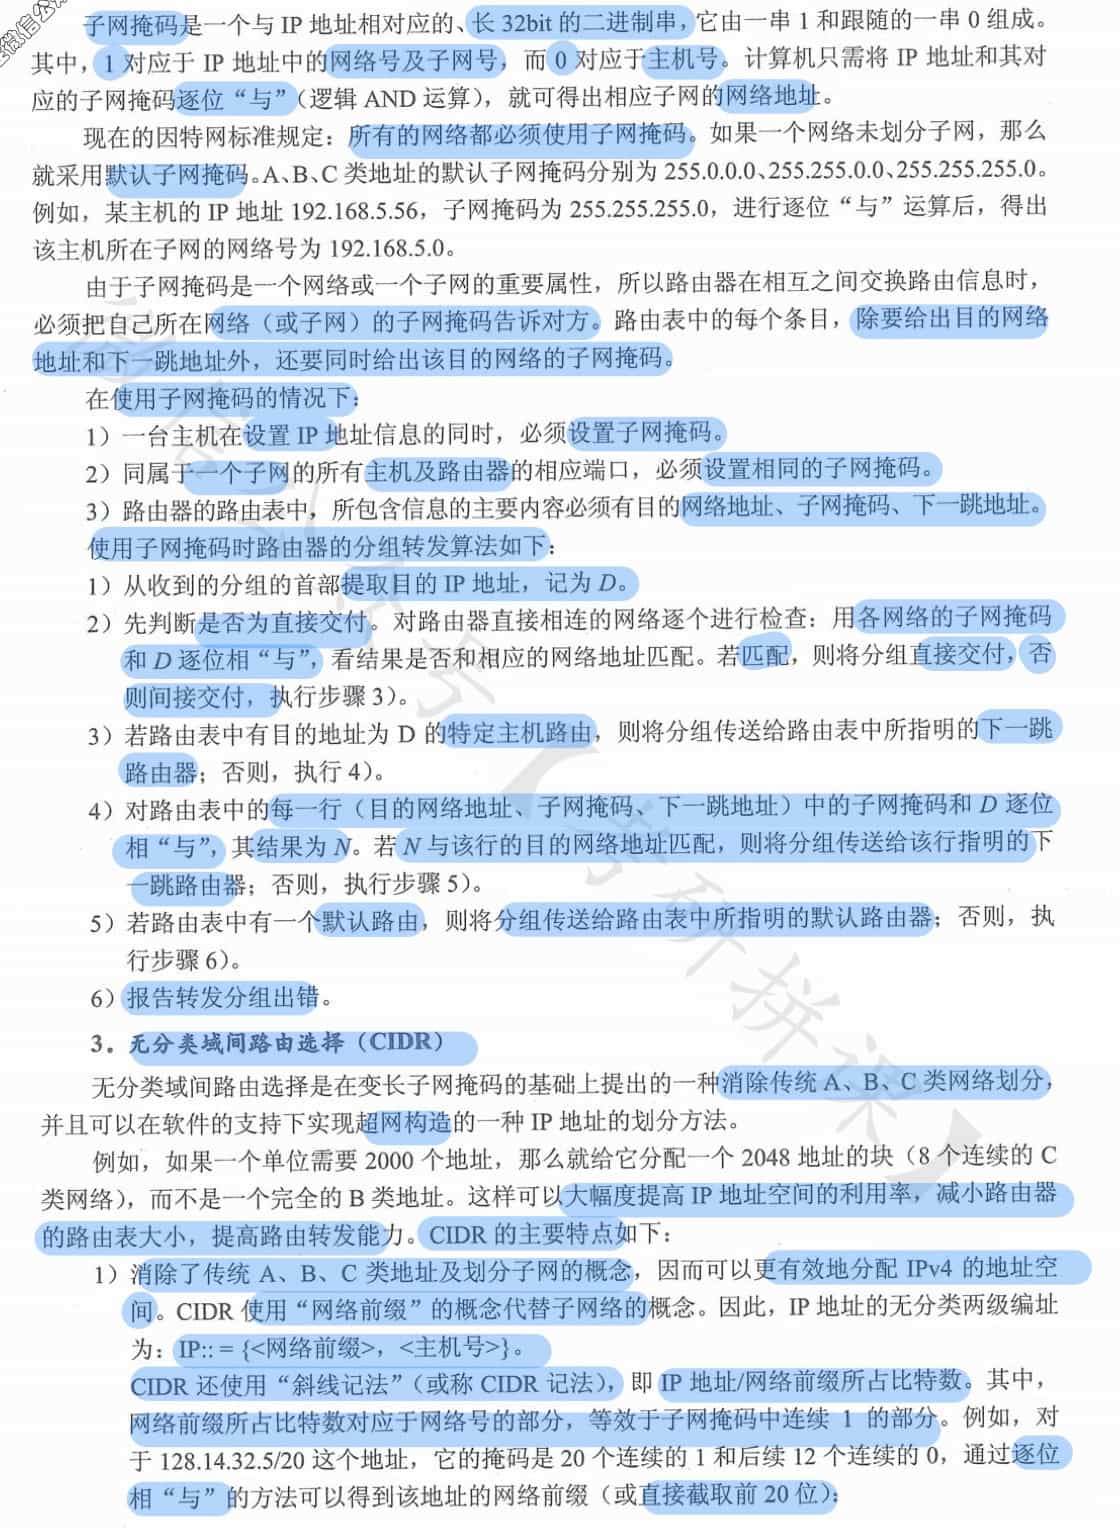 微信公众
子网掩码是一个与 IP 地址相对应的、长 32bit 的二进制串，它由一串 1 和跟随的一串 0 组成。
其中，1 对应于 IP 地址中的网络号及子网号，而 0 对应于主机号。计算机只需将 IP 地址和其对
应的子网掩码逐位“与”（逻辑 AND 运算），就可得出相应子网的网络地址。
现在的因特网标准规定：所有的网络都必须使用子网掩码。如果一个网络未划分子网，那么
就采用默认子网掩码。A、B、C 类地址的默认子网掩码分别为 255.0.0.0、255.255.0.0、255.255.255.0。
例如，某主机的 IP 地址 192.168.5.56，子网掩码为 255.255.255.0，进行逐位“与”运算后，得出
该主机所在子网的网络号为 192.168.5.0。
由于子网掩码是一个网络或一个子网的重要属性，所以路由器在相互之间交换路由信息时，
必须把自己所在网络（或子网）的子网掩码告诉对方。路由表中的每个条目，除要给出目的网络
地址和下一跳地址外，还要同时给出该目的网络的子网掩码。
在使用子网掩码的情况下：
1）一台主机在设置 IP 地址信息的同时，必须设置子网掩码。
2）同属于一个子网的所有主机及路由器的相应端口，必须设置相同的子网掩码。
3）路由器的路由表中，所包含信息的主要内容必须有目的网络地址、子网掩码、下一跳地址。
使用子网掩码时路由器的分组转发算法如下：
1）从收到的分组的首部提取目的 IP 地址，记为 D。
2）先判断是否为直接交付。对路由器直接相连的网络逐个进行检查：用各网络的子网掩码
和 D 逐位相“与”，看结果是否和相应的网络地址匹配。若匹配，则将分组直接交付，否
则间接交付，执行步骤 3）。
3）若路由表中有目的地址为 D 的特定主机路由，则将分组传送给路由表中所指明的下一跳
路由器；否则，执行 4）。
4）对路由表中的每一行（目的网络地址、子网掩码、下一跳地址）中的子网掩码和 D 逐位
相“与”，其结果为 N。若 N 与该行的目的网络地址匹配，则将分组传送给该行指明的下
一跳路由器；否则，执行步骤 5）。
5）若路由表中有一个默认路由，则将分组传送给路由表中所指明的默认路由器；否则，执
行步骤 6）。
6）报告转发分组出错。
3．无分类域间路由选择（CIDR）
无分类域间路由选择是在变长子网掩码的基础上提出的一种消除传统 A、B、C 类网络划分，
并且可以在软件的支持下实现超网构造的一种 IP 地址的划分方法。
例如，如果一个单位需要 2000 个地址，那么就给它分配一个 2048 地址的块（8 个连续的 C
类网络），而不是一个完全的 B 类地址。这样可以大幅度提高 IP 地址空间的利用率，减小路由器
的路由表大小，提高路由转发能力。CIDR 的主要特点如下：
1）消除了传统 A、B、C 类地址及划分子网的概念，因而可以更有效地分配 IPv4 的地址空
间。CIDR 使用“网络前缀”的概念代替子网络的概念。因此，IP 地址的无分类两级编址
为：IP::＝{<网络前缀>，<主机号>}。
CIDR 还使用“斜线记法”（或称 CIDR 记法），即 IP 地址/网络前缀所占比特数。其中，
网络前缀所占比特数对应于网络号的部分，等效于子网掩码中连续 1 的部分。例如，对
于 128.14.32.5/20 这个地址，它的掩码是 20 个连续的 1 和后续 12 个连续的 0，通过逐位
相“与”的方法可以得到该地址的网络前缀（或直接截取前 20 位）：
微信公众号【考研拼课】